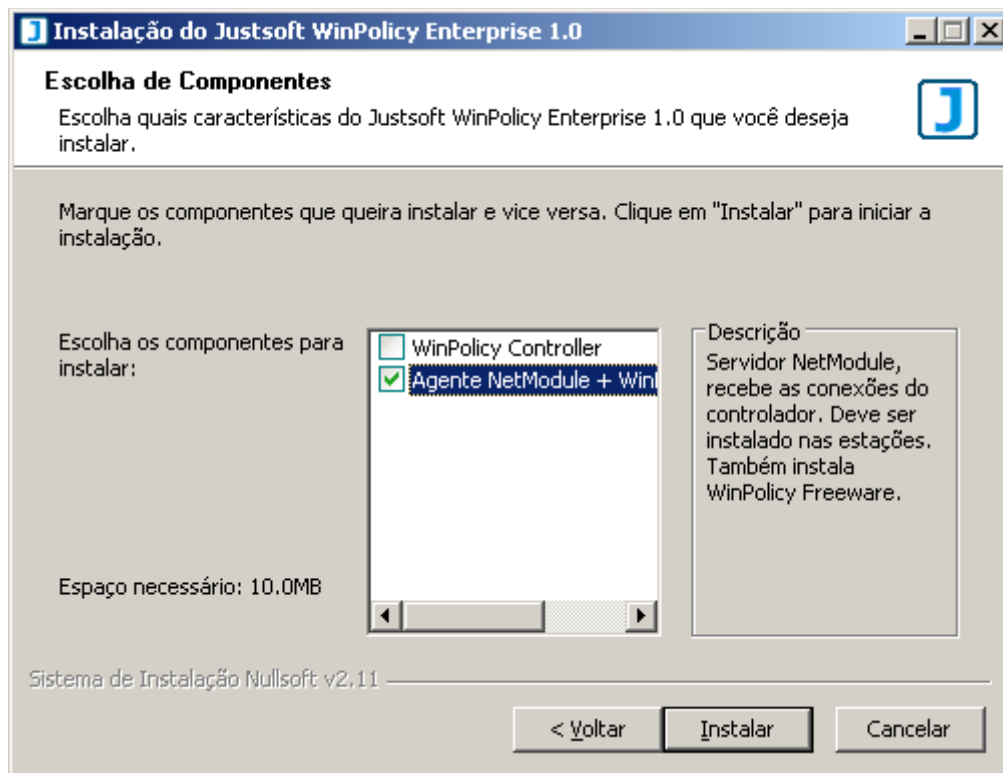 Instalação do Justsoft WinPolicy Enterprise 1.0
Escolha de Componentes
Escolha quais características do Justsoft WinPolicy Enterprise 1.0 que você deseja
instalar.
J
Marque os componentes que queira instalar e vice versa. Clique em "Instalar" para iniciar a
instalação.
Escolha os componentes para
instalar:
WinPolicy Controller
Agente NetModule +
Descrição
Servidor NetModule,
recebe as conexões do
controlador. Deve ser
instalado nas estações.
Também instala
WinPolicy Freeware.
Espaço necessário: 10.0MB
Sistema de Instalação Nullsoft v2.11
< Voltar
Instalar
Cancelar